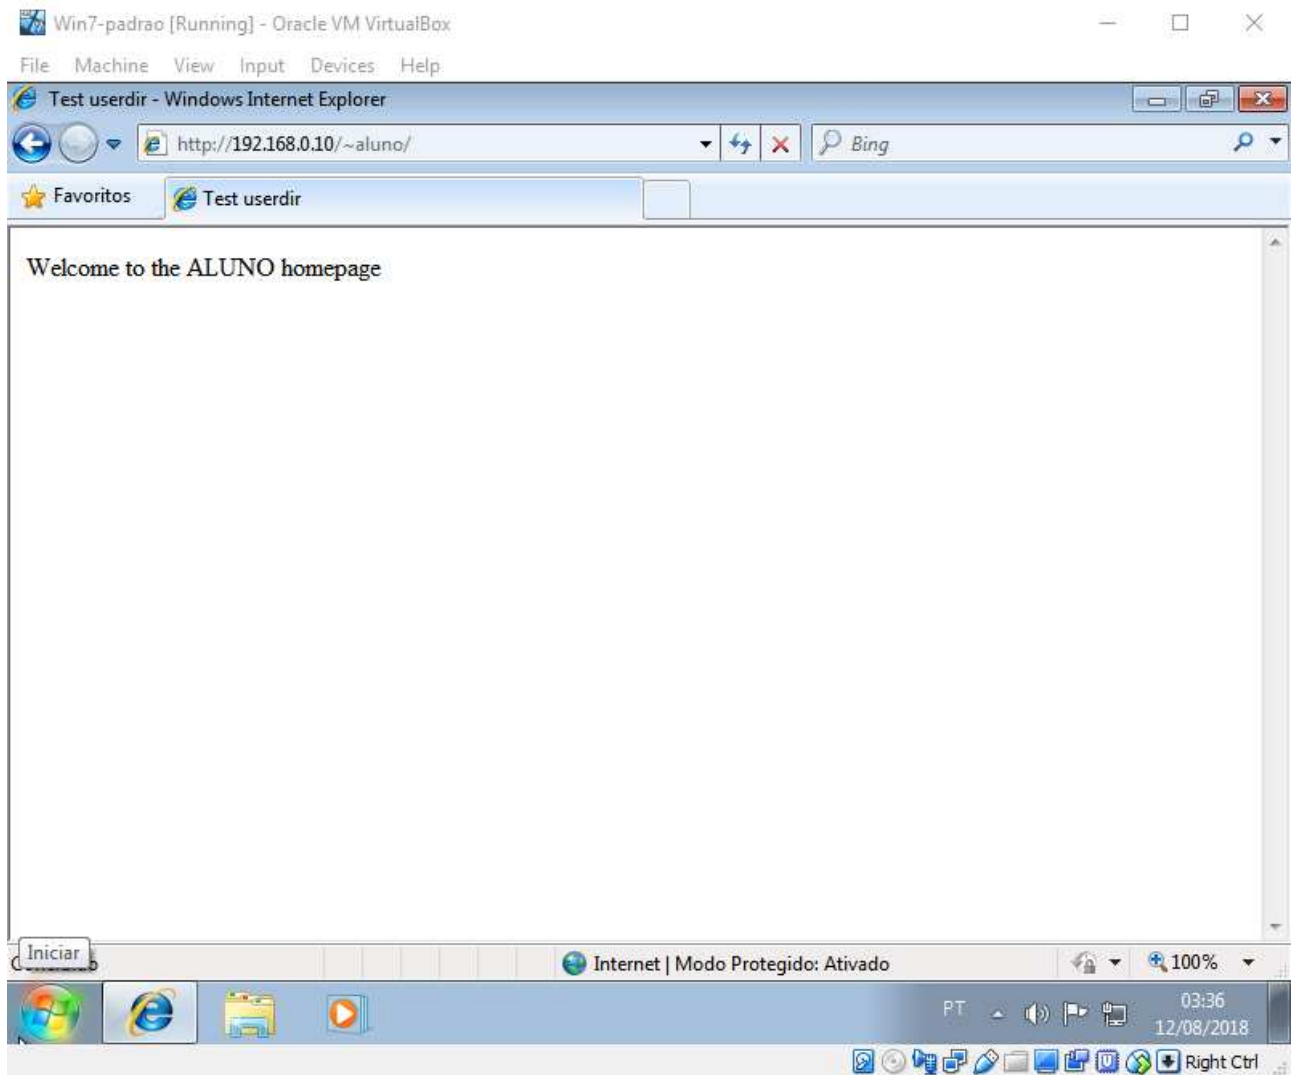 Win7-padrao [Running] - Oracle VM VirtualBox
File Machine View Input Devices Help
Test userdir - Windows Internet Explorer
http://192.168.0.10/~aluno/ Bing
Favoritos Test userdir
Welcome to the ALUNO homepage
Iniciar
Internet | Modo Protegido: Ativado 100%
PT 03:36
12/08/2018
Right Ctrl